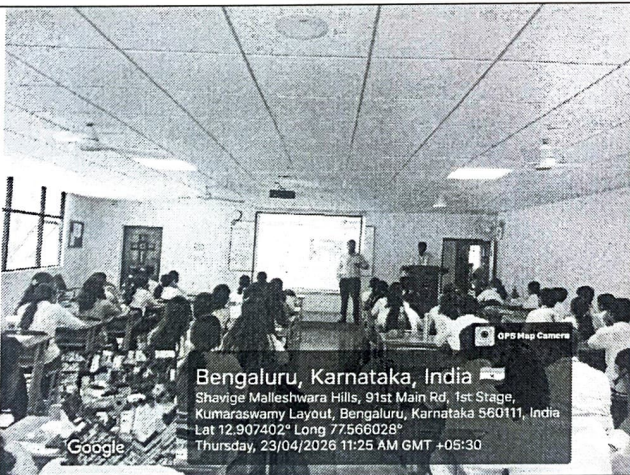 GPS Map Camera
Bengaluru, Karnataka, India
Shavige Malleshwara Hills, 91st Main Rd, 1st Stage,
Kumaraswamy Layout, Bengaluru, Karnataka 560111, India
Lat 12.907402° Long 77.566028°
Google
Thursday, 23/04/2026 11:25 AM GMT +05:30